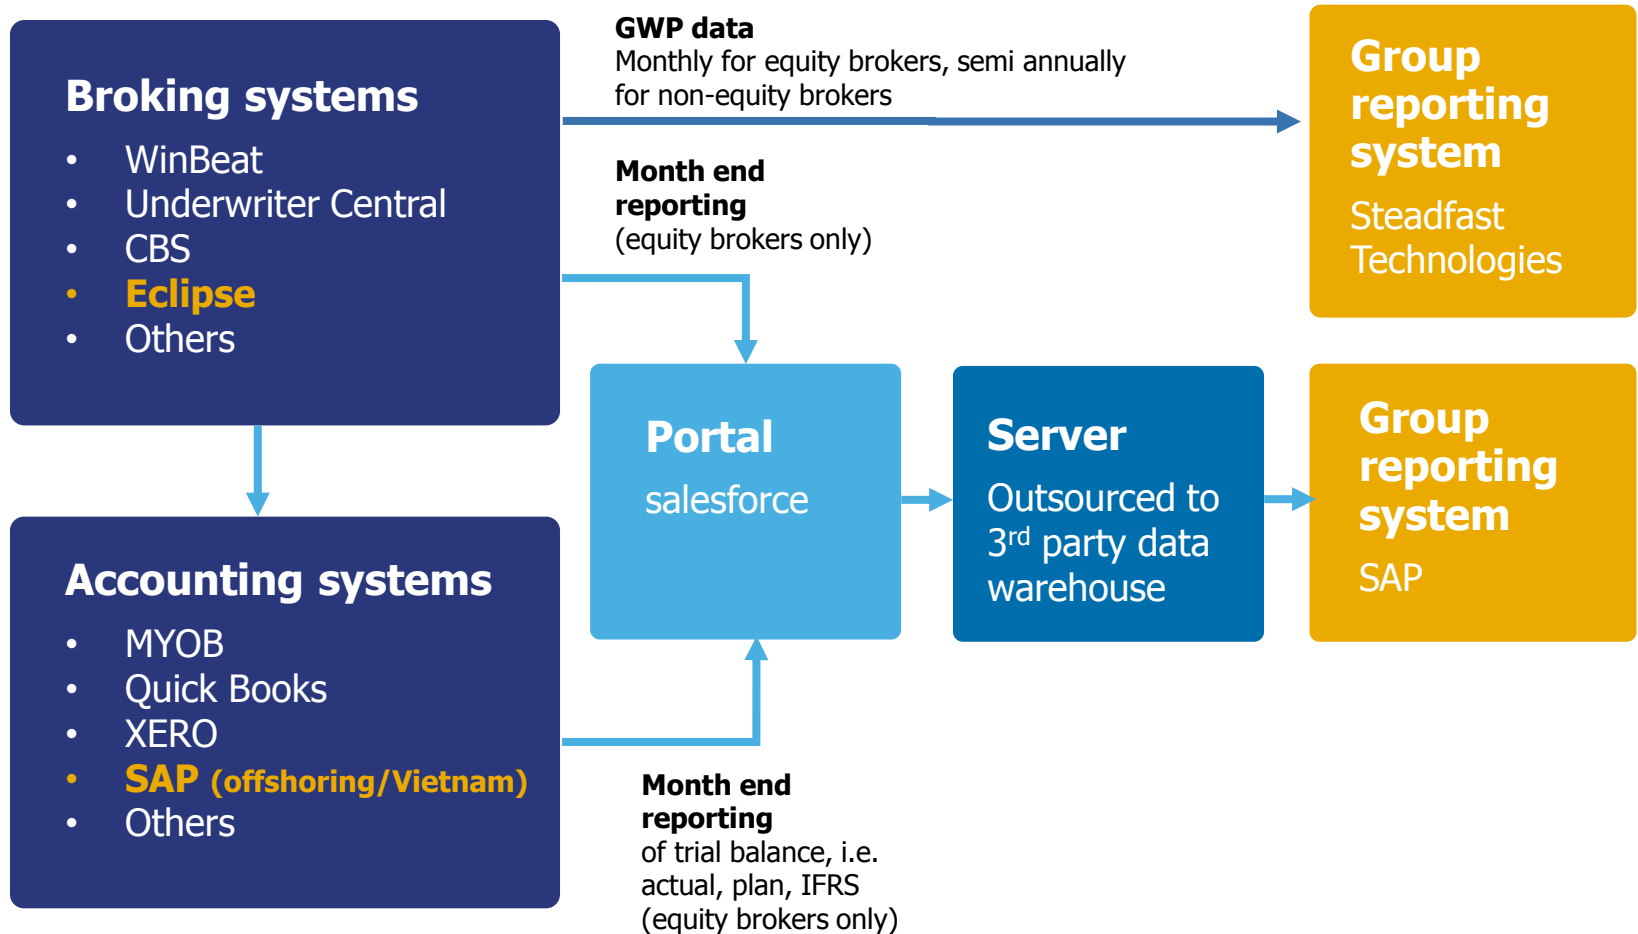 Broking systems
• WinBeat
• Underwriter Central
• CBS
• Eclipse
• Others
GWP data
Monthly for equity brokers, semi annually
for non-equity brokers
Month end
reporting
(equity brokers only)
Group
reporting
system
Steadfast
Technologies
Portal
salesforce
Server
Outsourced to
3rd party data
warehouse
Group
reporting
system
SAP
Accounting systems
• MYOB
• Quick Books
• XERO
• SAP (offshoring/Vietnam)
• Others
Month end
reporting
of trial balance, i.e.
actual, plan, IFRS
(equity brokers only)